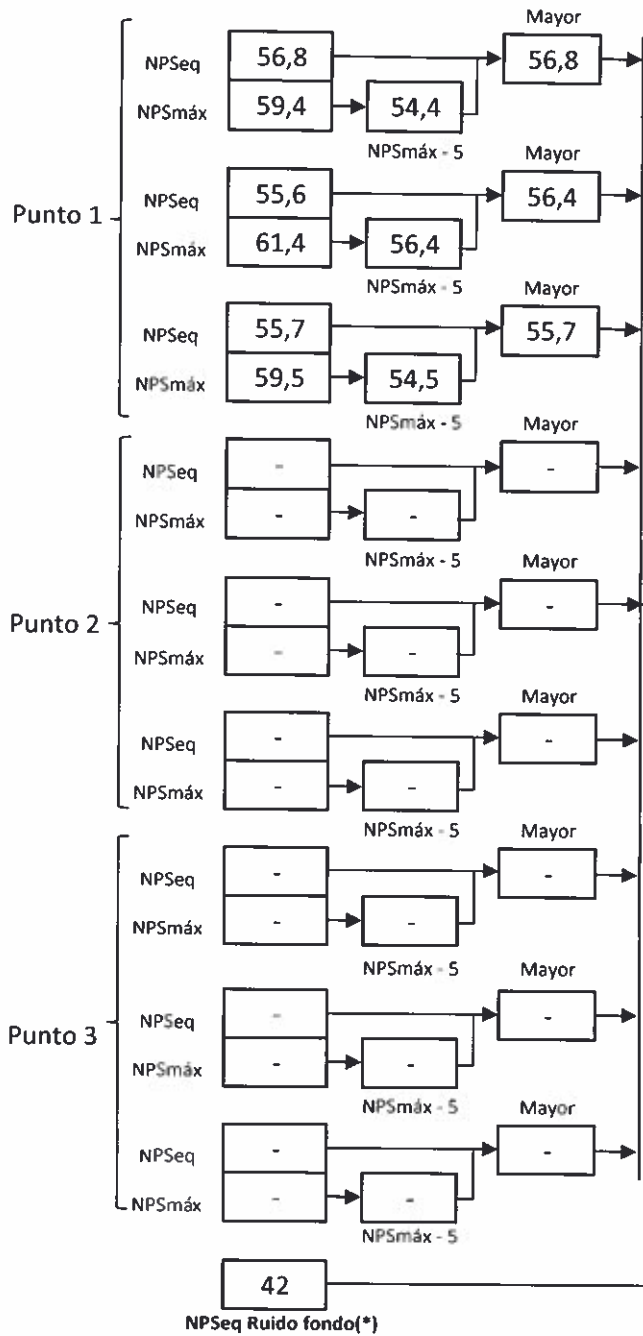 Mayor
NPSeq 56,8 56,8
NPSmáx 59,4 54,4
NPSmáx - 5
Mayor
Punto 1
NPSeq 55,6 56,4
NPSmáx 61,4 56,4
NPSmáx - 5
Mayor
NPSeq 55,7 55,7
NPSmáx 59,5 54,5
NPSmáx - 5
Mayor
NPSeq - -
NPSmáx - -
NPSmáx - 5
Mayor
Punto 2
NPSeq - -
NPSmáx - -
NPSmáx - 5
Mayor
NPSeq - -
NPSmáx - -
NPSmáx - 5
Mayor
NPSeq - -
NPSmáx - -
NPSmáx - 5
Mayor
Punto 3
NPSeq - -
NPSmáx - -
NPSmáx - 5
Mayor
NPSeq - -
NPSmáx - -
NPSmáx - 5
42
NPSeq Ruido fondo(*)